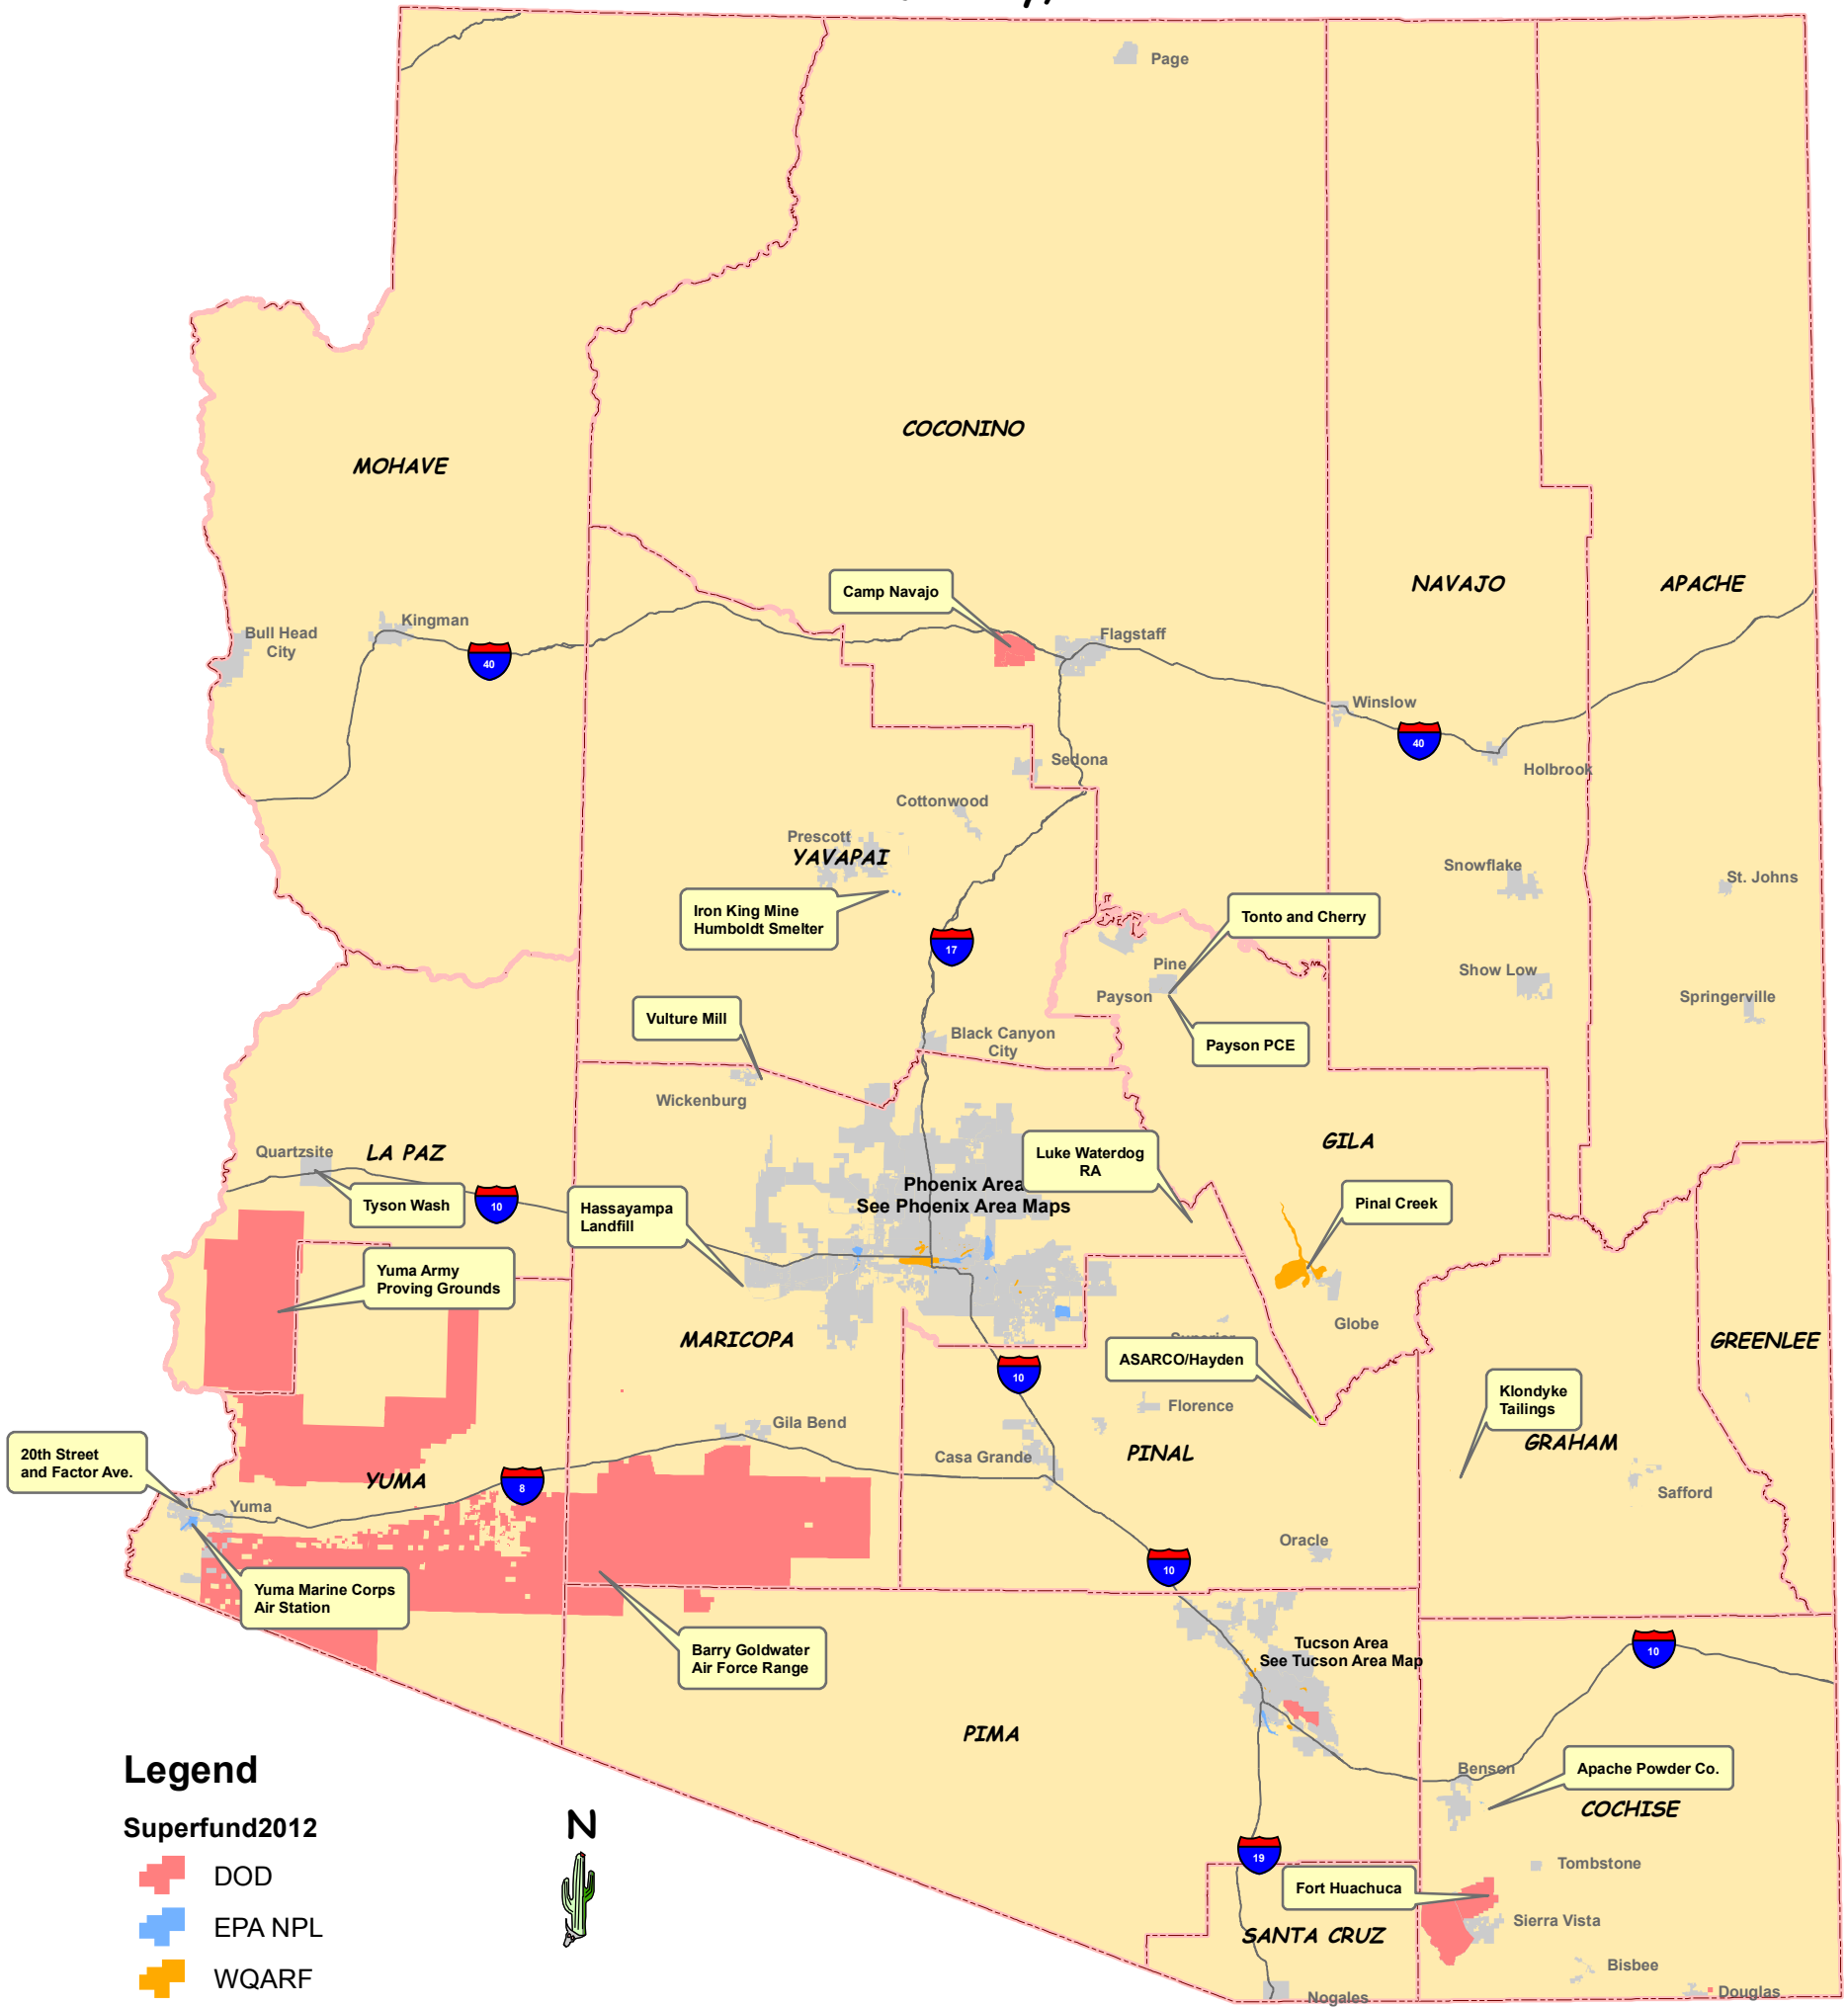 Page
COCONINO
MOHAVE
NAVAJO
APACHE
Camp Navajo
Kingman
Bull Head
City
Flagstaff
40
Winslow
40
Holbrook
Sedona
Cottonwood
Prescott
YAVAPAI
Snowflake
St. Johns
Iron King Mine
Humboldt Smelter
Tonto and Cherry
17
Pine
Payson
Show Low
Springerville
Vulture Mill
Black Canyon
City
Payson PCE
Wickenburg
Quartzsite
LA PAZ
GILA
Luke Waterdog
RA
Phoenix Area
See Phoenix Area Maps
Tyson Wash
10
Hassayampa
Landfill
Pinal Creek
Yuma Army
Proving Grounds
MARICOPA
Globe
GREENLEE
Superior
ASARCO/Hayden
10
Klondyke
Tailings
Florence
Gila Bend
GRAHAM
Casa Grande
PINAL
20th Street
and Factor Ave.
YUMA
8
Yuma
Safford
Oracle
10
Yuma Marine Corps
Air Station
Barry Goldwater
Air Force Range
Tucson Area
See Tucson Area Map
10
PIMA
Benson
Apache Powder Co.
COCHISE
19
Tombstone
Fort Huachuca
Sierra Vista
SANTA CRUZ
Bisbee
Douglas
Nogales
Legend
Superfund2012
DOD
EPA NPL
WQARF
N